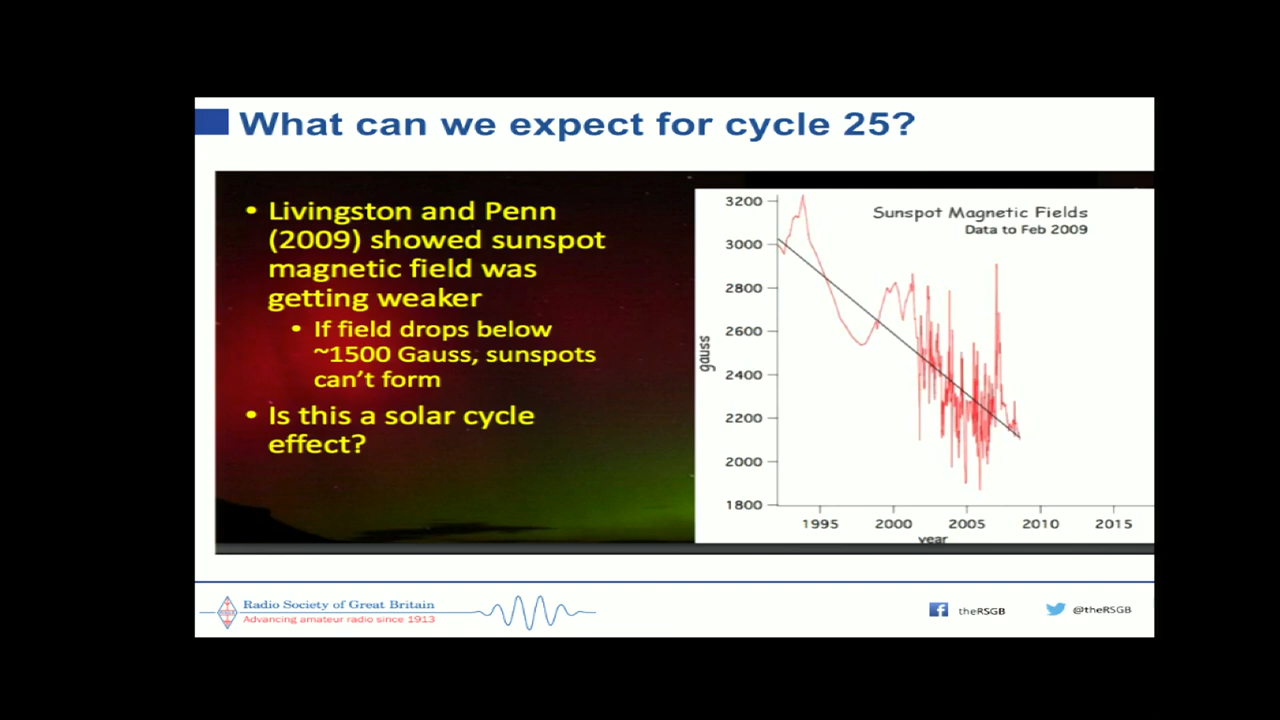 What can we expect for cycle 25?
• Livingston and Penn
(2009) showed sunspot
magnetic field was
getting weaker
• If field drops below
~1500 Gauss, sunspots
can't form
• Is this a solar cycle
effect?
Sunspot Magnetic Fields
Data to Feb 2009
3200
3000
2800
2600
2400
2200
2000
1800
gauss
1995 2000 2005 2010 2015
year
Radio Society of Great Britain
Advancing amateur radio since 1913
theRSGB
@theRSGB